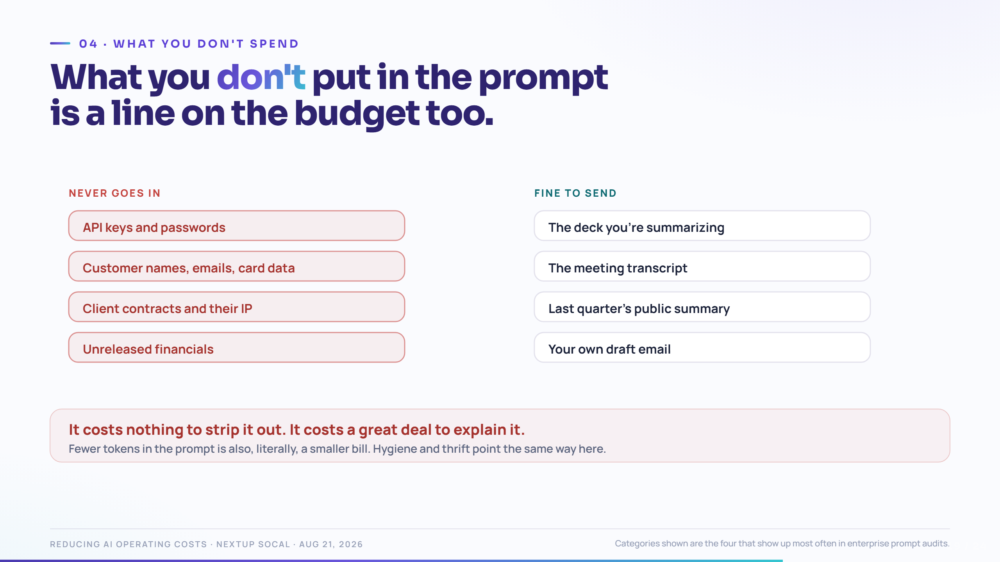 04 · WHAT YOU DON'T SPEND
What you don't put in the prompt
is a line on the budget too.
NEVER GOES IN
API keys and passwords
Customer names, emails, card data
Client contracts and their IP
Unreleased financials
FINE TO SEND
The deck you’re summarizing
The meeting transcript
Last quarter’s public summary
Your own draft email
It costs nothing to strip it out. It costs a great deal to explain it.
Fewer tokens in the prompt is also, literally, a smaller bill. Hygiene and thrift point the same way here.
REDUCING AI OPERATING COSTS · NEXTUP SOCAL · AUG 21, 2026
Categories shown are the four that show up most often in enterprise prompt audits.